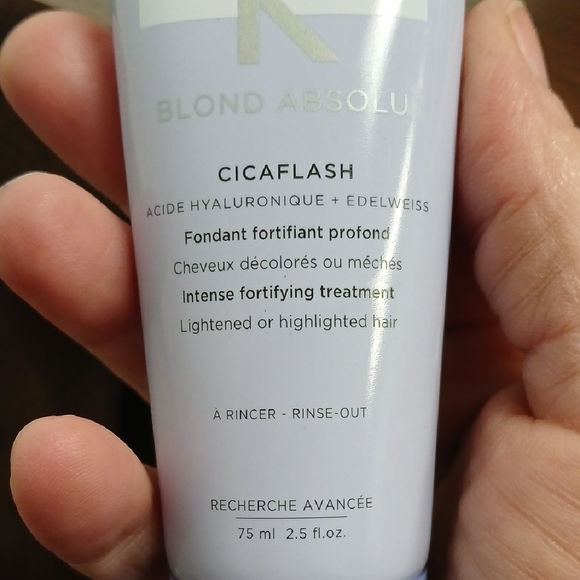 K
BLOND ABSOLU
CICAFLASH
ACIDE HYALURONIQUE + EDELWEISS
Fondant fortifiant profond
Cheveux décolorés ou méchés
Intense fortifying treatment
Lightened or highlighted hair
À RINCER - RINSE-OUT
RECHERCHE AVANCÉE
75 ml 2.5 fl.oz.